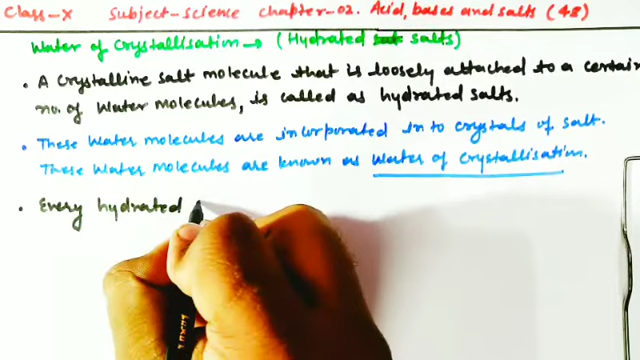 Class-X Subject-Science chapter-02. Acid, bases and salts (48)
Water of Crystallisation → (Hydrated salts)
• A Crystalline salt molecule that is loosely attached to a certain
no. of water molecules, is called as hydrated salts.
• These water molecules are incorporated in to crystals of salt.
These water molecules are known as water of crystallisation.
• Every hydrated